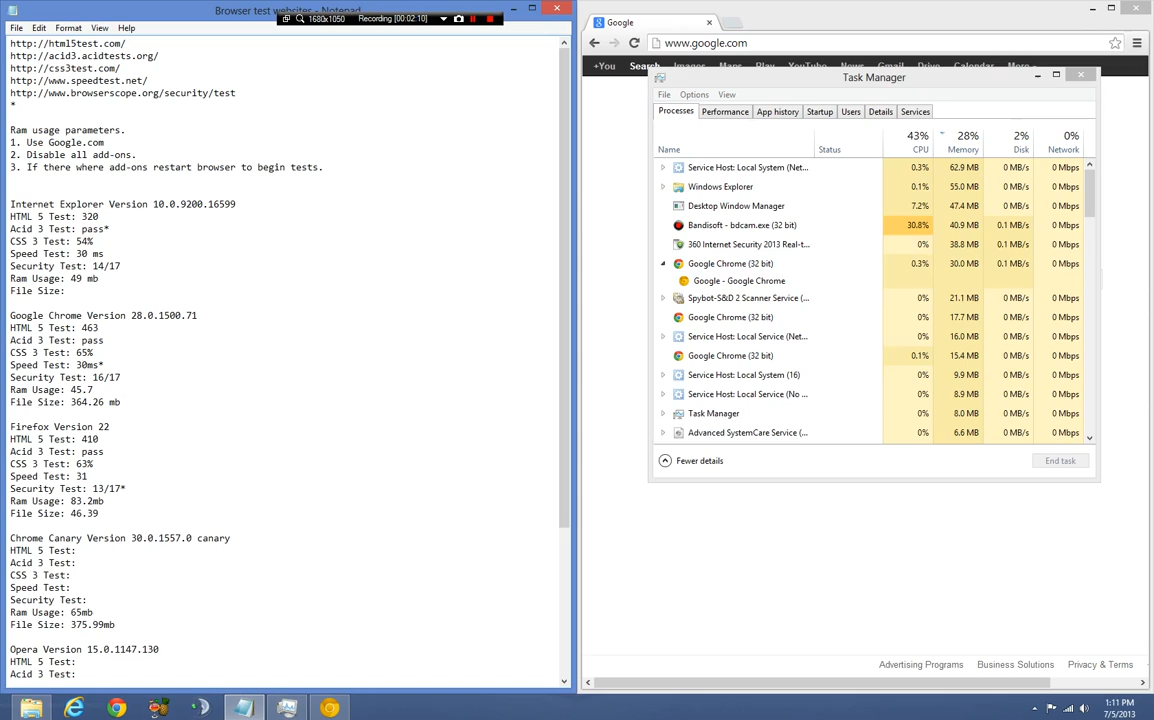 Browser test websites - Notepad
1680x1050 Recording [00:02:10]
File Edit Format View Help
http://html5test.com/
http://acid3.acidtests.org/
http://css3test.com/
http://www.speedtest.net/
http://www.browserscope.org/security/test
*
Ram usage parameters.
1. Use Google.com
2. Disable all add-ons.
3. If there where add-ons restart browser to begin tests.
Internet Explorer Version 10.0.9200.16599
HTML 5 Test: 320
Acid 3 Test: pass*
CSS 3 Test: 54%
Speed Test: 30 ms
Security Test: 14/17
Ram Usage: 49 mb
File Size:
Google Chrome Version 28.0.1500.71
HTML 5 Test: 463
Acid 3 Test: pass
CSS 3 Test: 65%
Speed Test: 30ms*
Security Test: 16/17
Ram Usage: 45.7
File Size: 364.26 mb
Firefox Version 22
HTML 5 Test: 410
Acid 3 Test: pass
CSS 3 Test: 63%
Speed Test: 31
Security Test: 13/17*
Ram Usage: 83.2mb
File Size: 46.39
Chrome Canary Version 30.0.1557.0 canary
HTML 5 Test:
Acid 3 Test:
CSS 3 Test:
Speed Test:
Security Test:
Ram Usage: 65mb
File Size: 375.99mb
Opera Version 15.0.1147.130
HTML 5 Test:
Acid 3 Test:
Google
www.google.com
+You Search Images Maps Play YouTube News Gmail Drive Calendar More
Task Manager
File Options View
Processes Performance App history Startup Users Details Services
43% 28% 2% 0%
Name Status CPU Memory Disk Network
Service Host: Local System (Net... 0.3% 62.9 MB 0 MB/s 0 Mbps
Windows Explorer 0.1% 55.0 MB 0 MB/s 0 Mbps
Desktop Window Manager 7.2% 47.4 MB 0 MB/s 0 Mbps
Bandisoft - bdcam.exe (32 bit) 30.8% 40.9 MB 0.1 MB/s 0 Mbps
360 Internet Security 2013 Real-t... 0% 38.8 MB 0.1 MB/s 0 Mbps
Google Chrome (32 bit) 0.3% 30.0 MB 0.1 MB/s 0 Mbps
Google - Google Chrome
Spybot-S&D 2 Scanner Service (... 0% 21.1 MB 0 MB/s 0 Mbps
Google Chrome (32 bit) 0% 17.7 MB 0 MB/s 0 Mbps
Service Host: Local Service (Net... 0% 16.0 MB 0 MB/s 0 Mbps
Google Chrome (32 bit) 0.1% 15.4 MB 0 MB/s 0 Mbps
Service Host: Local System (16) 0% 9.9 MB 0 MB/s 0 Mbps
Service Host: Local Service (No ... 0% 8.9 MB 0 MB/s 0 Mbps
Task Manager 0% 8.0 MB 0 MB/s 0 Mbps
Advanced SystemCare Service (... 0% 6.6 MB 0 MB/s 0 Mbps
Fewer details End task
Advertising Programs Business Solutions Privacy & Terms
1:11 PM
7/5/2013